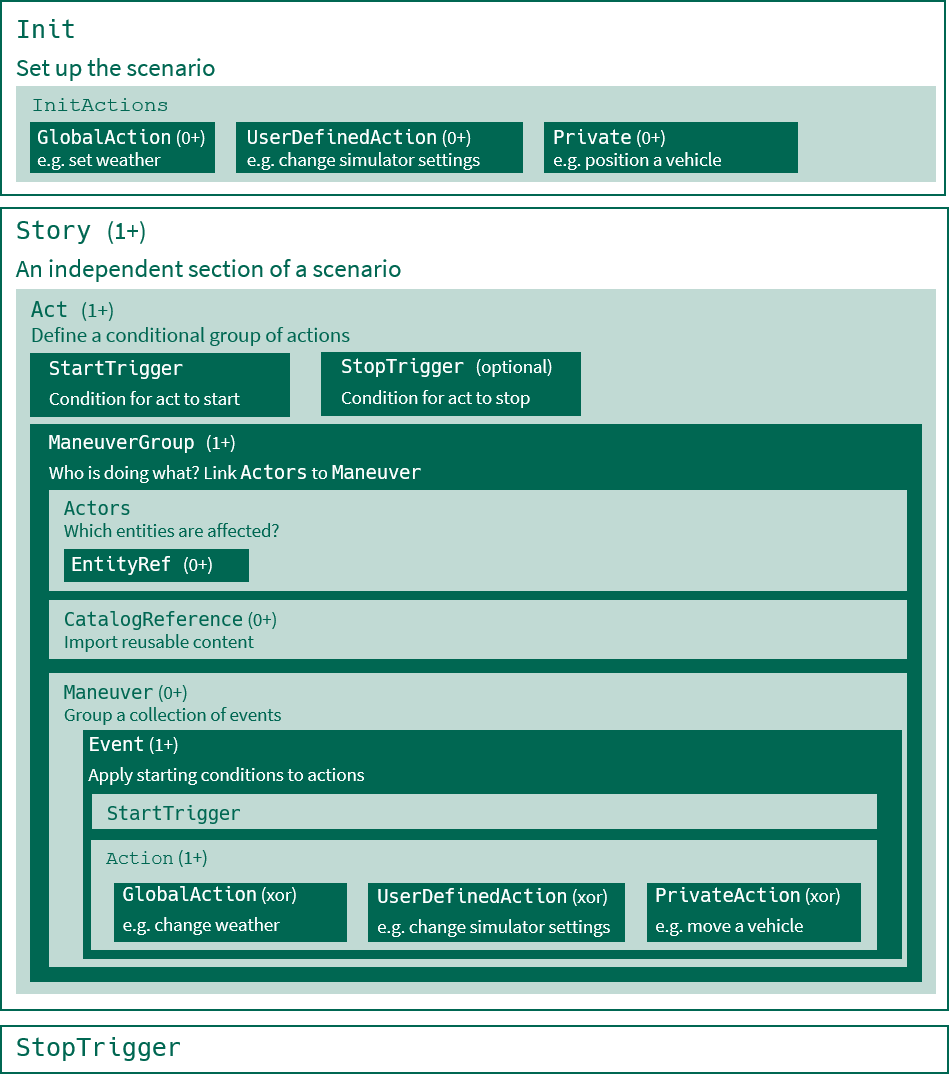 Init
Set up the scenario
InitActions
GlobalAction (0+)
e.g. set weather
UserDefinedAction (0+)
e.g. change simulator settings
Private (0+)
e.g. position a vehicle
Story (1+)
An independent section of a scenario
Act (1+)
Define a conditional group of actions
StartTrigger
Condition for act to start
StopTrigger (optional)
Condition for act to stop
ManeuverGroup (1+)
Who is doing what? Link Actors to Maneuver
Actors
Which entities are affected?
EntityRef (0+)
CatalogReference (0+)
Import reusable content
Maneuver (0+)
Group a collection of events
Event (1+)
Apply starting conditions to actions
StartTrigger
Action (1+)
GlobalAction (xor)
e.g. change weather
UserDefinedAction (xor)
e.g. change simulator settings
PrivateAction (xor)
e.g. move a vehicle
StopTrigger